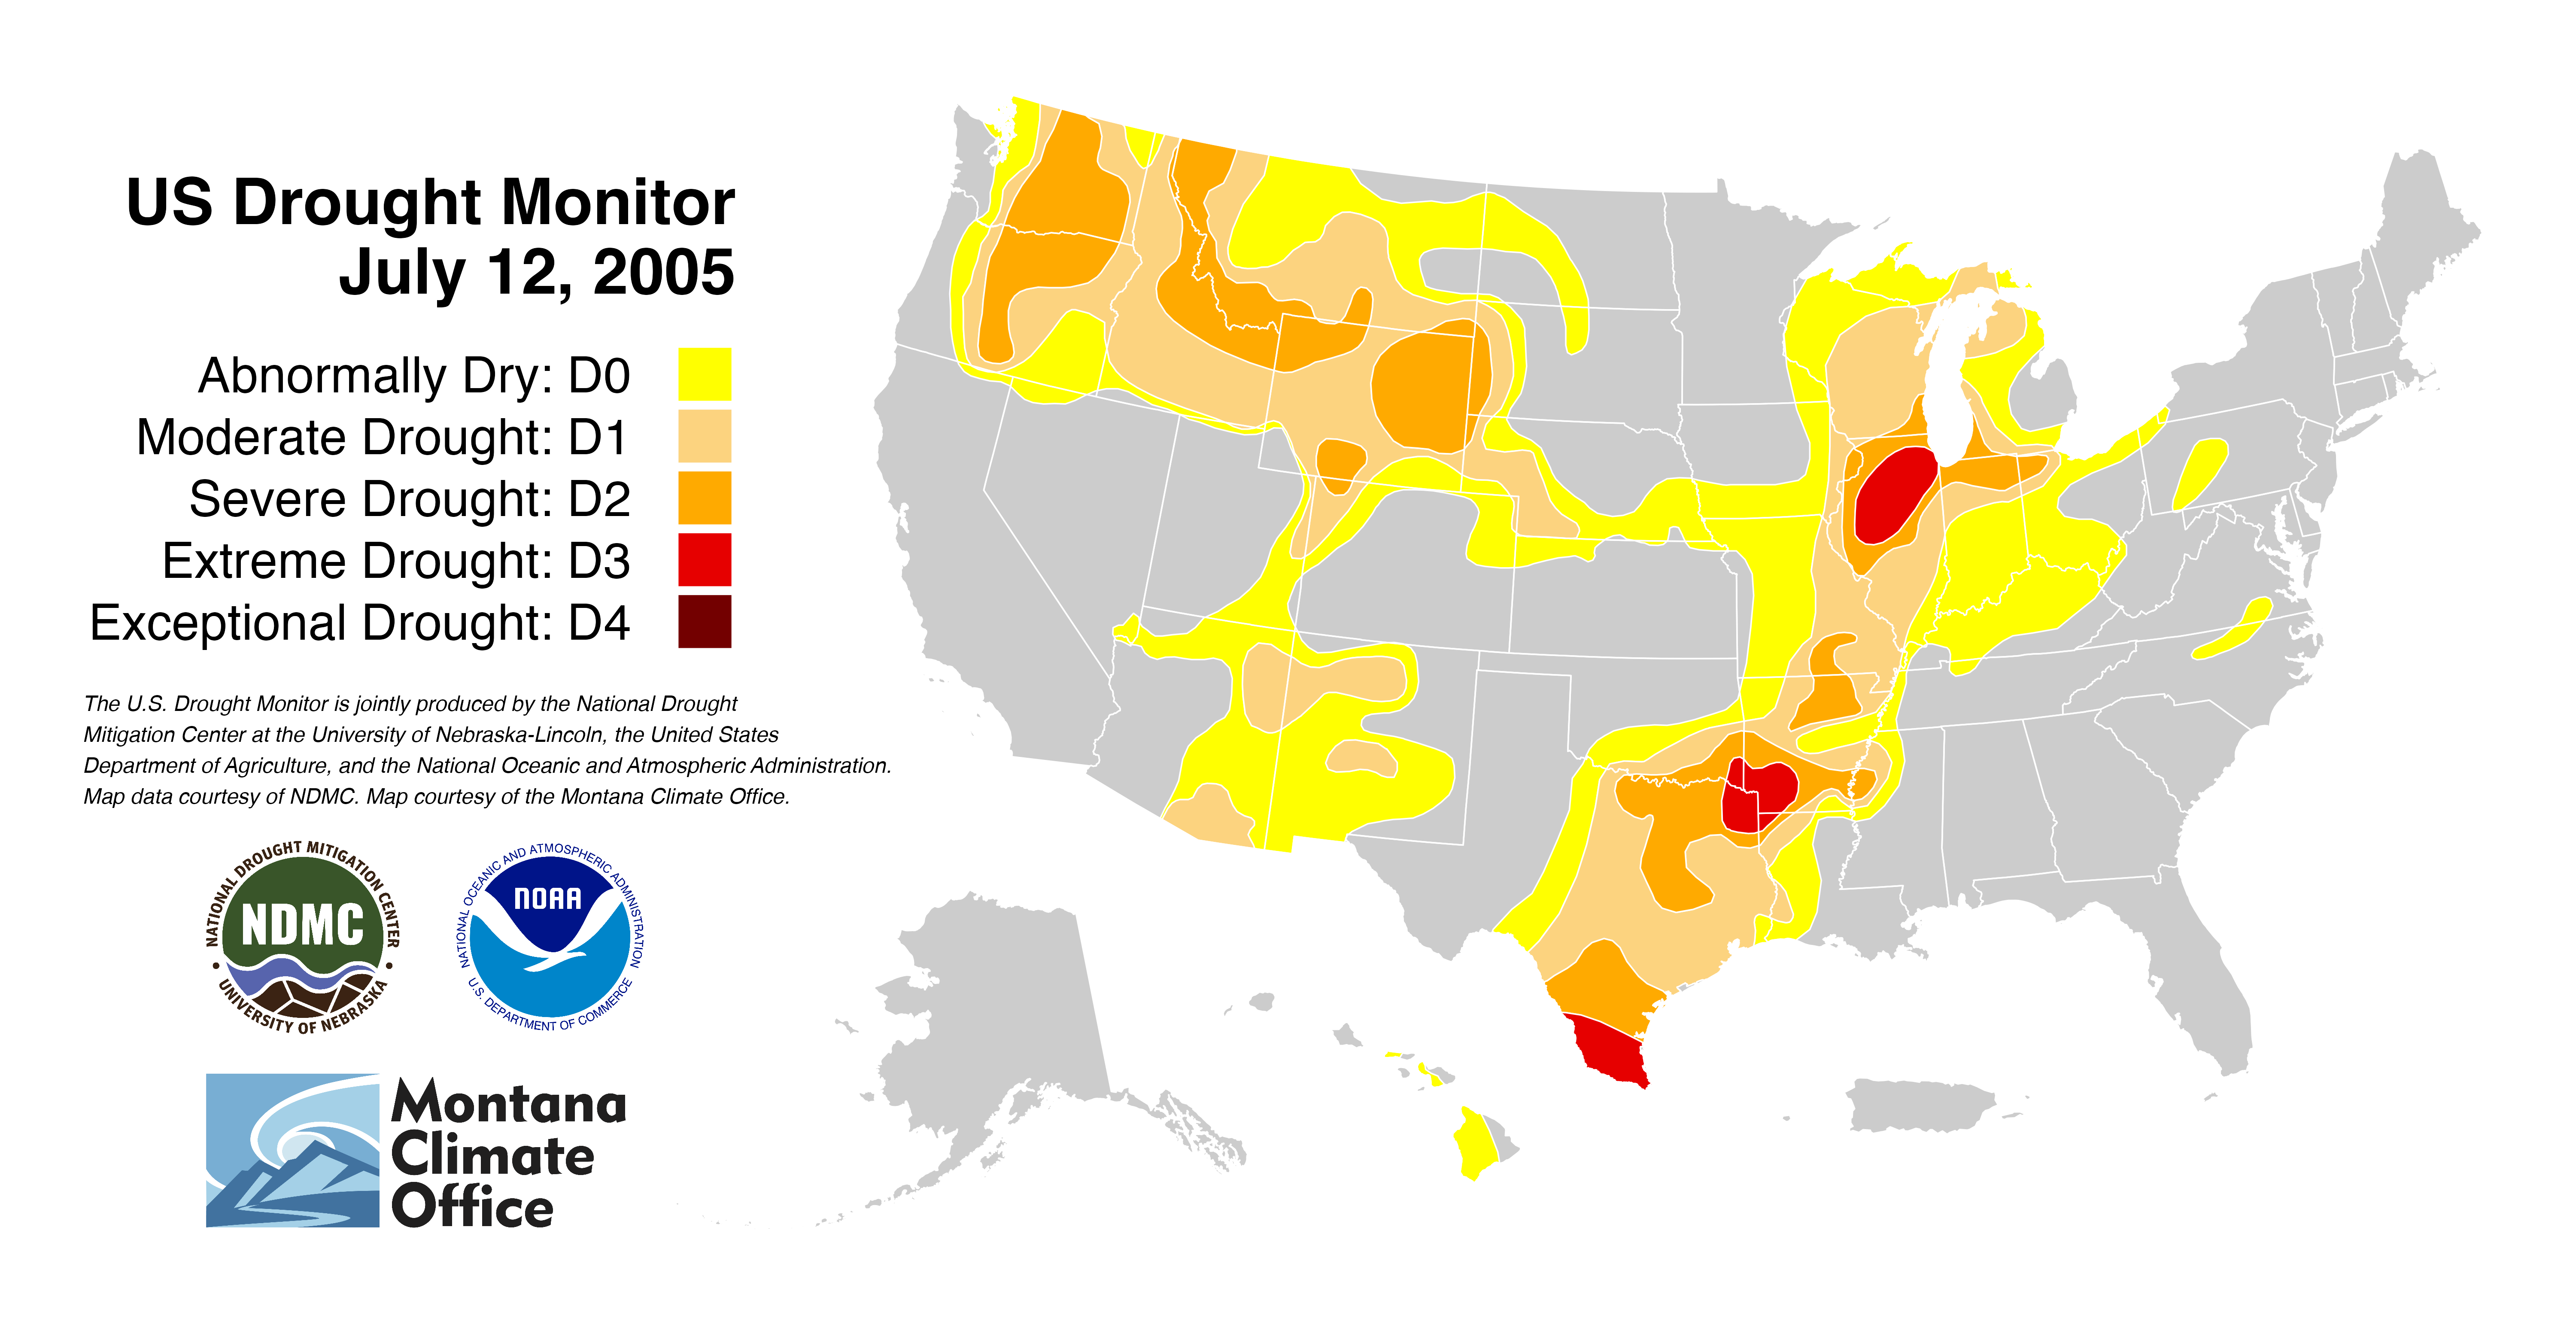 US Drought Monitor
July 12, 2005
Abnormally Dry: D0
Moderate Drought: D1
Severe Drought: D2
Extreme Drought: D3
Exceptional Drought: D4
The U.S. Drought Monitor is jointly produced by the National Drought
Mitigation Center at the University of Nebraska-Lincoln, the United States
Department of Agriculture, and the National Oceanic and Atmospheric Administration.
Map data courtesy of NDMC. Map courtesy of the Montana Climate Office.
NATIONAL DROUGHT MITIGATION CENTER
NDMC
• UNIVERSITY OF NEBRASKA •
NATIONAL OCEANIC AND ATMOSPHERIC ADMINISTRATION
NOAA
U.S. DEPARTMENT OF COMMERCE
Montana
Climate
Office